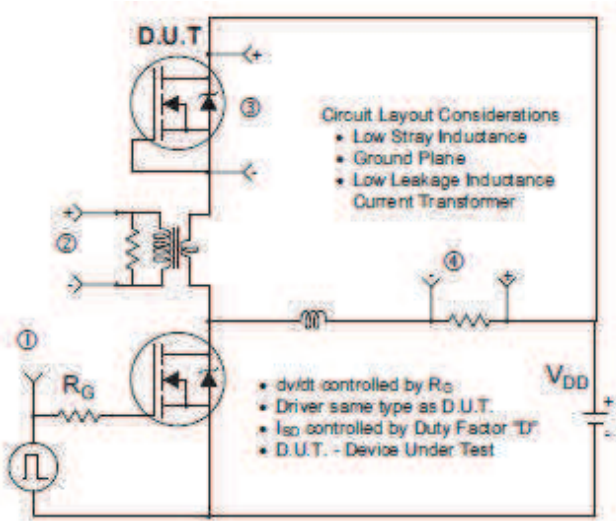 D.U.T
+
③
-
Circuit Layout Considerations
• Low Stray Inductance
• Ground Plane
• Low Leakage Inductance
Current Transformer
+
②
-
④
- +
①
RG
VDD
+
-
• dv/dt controlled by RG
• Driver same type as D.U.T.
• ISD controlled by Duty Factor "D"
• D.U.T. - Device Under Test